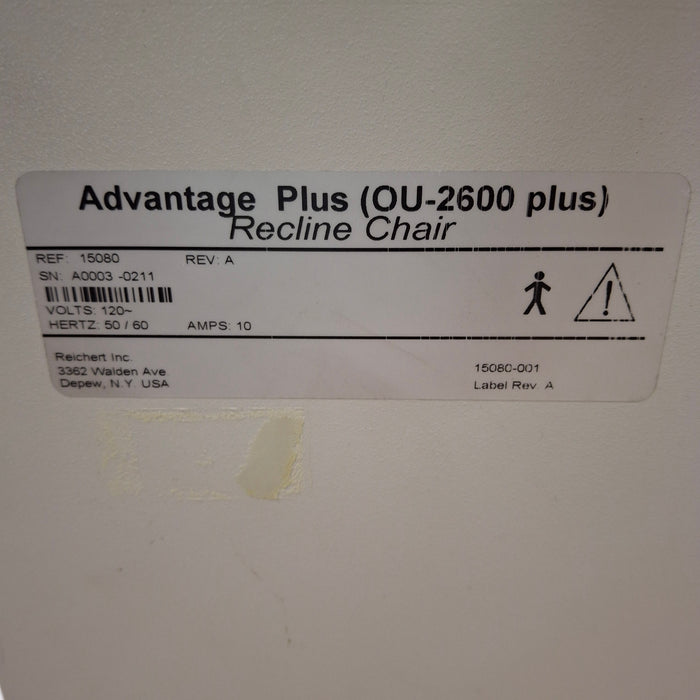 Advantage Plus (OU-2600 plus)
Recline Chair
REF: 15080 REV: A
SN: A0003 -0211
VOLTS: 120~
HERTZ: 50 / 60 AMPS: 10
Reichert Inc.
3362 Walden Ave.
Depew, N.Y. USA
15080-001
Label Rev. A